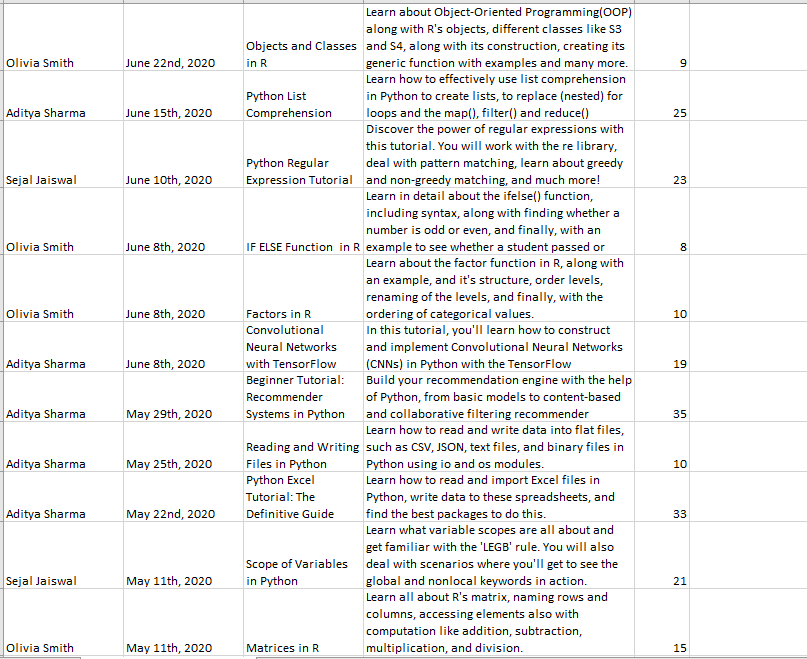 Learn about Object-Oriented Programming(OOP)
along with R's objects, different classes like S3
Objects and Classes and S4, along with its construction, creating its
Olivia Smith June 22nd, 2020 in R generic function with examples and many more. 9
Learn how to effectively use list comprehension
Python List in Python to create lists, to replace (nested) for
Aditya Sharma June 15th, 2020 Comprehension loops and the map(), filter() and reduce() 25
Discover the power of regular expressions with
this tutorial. You will work with the re library,
Python Regular deal with pattern matching, learn about greedy
Sejal Jaiswal June 10th, 2020 Expression Tutorial and non-greedy matching, and much more! 23
Learn in detail about the ifelse() function,
including syntax, along with finding whether a
number is odd or even, and finally, with an
Olivia Smith June 8th, 2020 IF ELSE Function in R example to see whether a student passed or 8
Learn about the factor function in R, along with
an example, and it's structure, order levels,
renaming of the levels, and finally, with the
Olivia Smith June 8th, 2020 Factors in R ordering of categorical values. 10
Convolutional In this tutorial, you'll learn how to construct
Neural Networks and implement Convolutional Neural Networks
Aditya Sharma June 8th, 2020 with TensorFlow (CNNs) in Python with the TensorFlow 19
Beginner Tutorial: Build your recommendation engine with the help
Recommender of Python, from basic models to content-based
Aditya Sharma May 29th, 2020 Systems in Python and collaborative filtering recommender 35
Learn how to read and write data into flat files,
Reading and Writing such as CSV, JSON, text files, and binary files in
Aditya Sharma May 25th, 2020 Files in Python Python using io and os modules. 10
Python Excel Learn how to read and import Excel files in
Tutorial: The Python, write data to these spreadsheets, and
Aditya Sharma May 22nd, 2020 Definitive Guide find the best packages to do this. 33
Learn what variable scopes are all about and
get familiar with the 'LEGB' rule. You will also
Scope of Variables deal with scenarios where you'll get to see the
Sejal Jaiswal May 11th, 2020 in Python global and nonlocal keywords in action. 21
Learn all about R's matrix, naming rows and
columns, accessing elements also with
computation like addition, subtraction,
Olivia Smith May 11th, 2020 Matrices in R multiplication, and division. 15